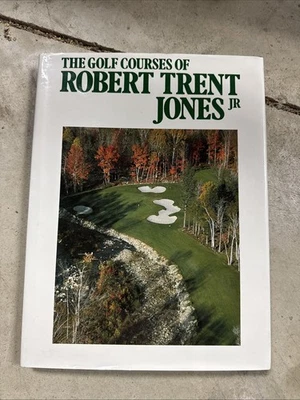 THE GOLF COURSES OF
ROBERT TRENT
JONES JR